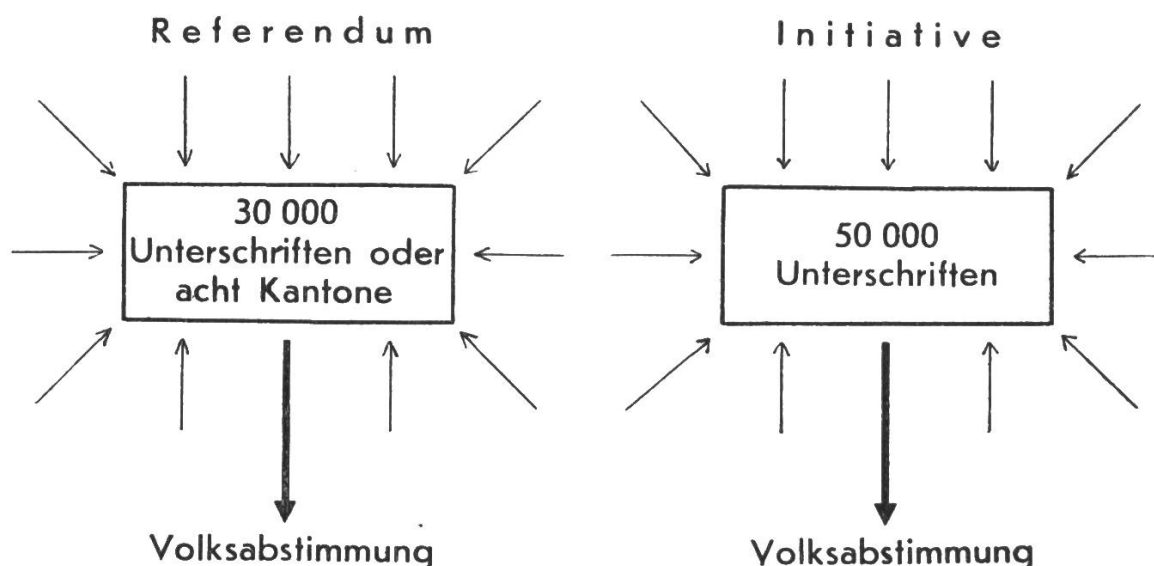 Referendum
30 000
Unterschriften oder
acht Kantone
Volksabstimmung
Initiative
50 000
Unterschriften
Volksabstimmung